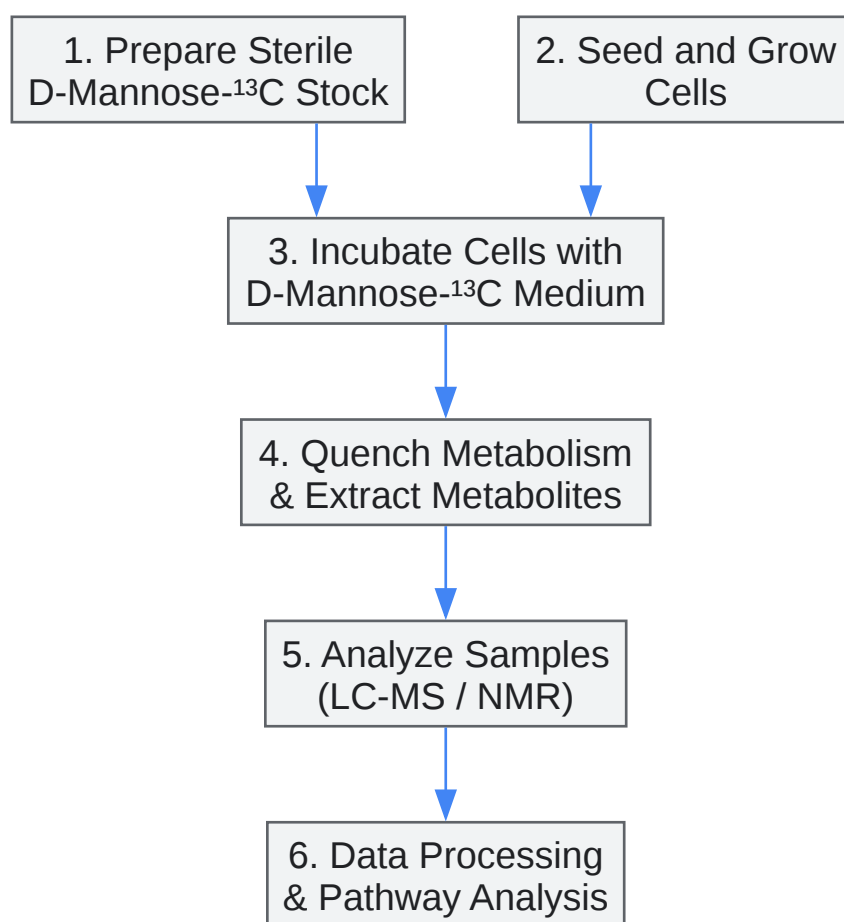 1. Prepare Sterile
D-Mannose-¹³C Stock
2. Seed and Grow
Cells
3. Incubate Cells with
D-Mannose-¹³C Medium
4. Quench Metabolism
& Extract Metabolites
5. Analyze Samples
(LC-MS / NMR)
6. Data Processing
& Pathway Analysis